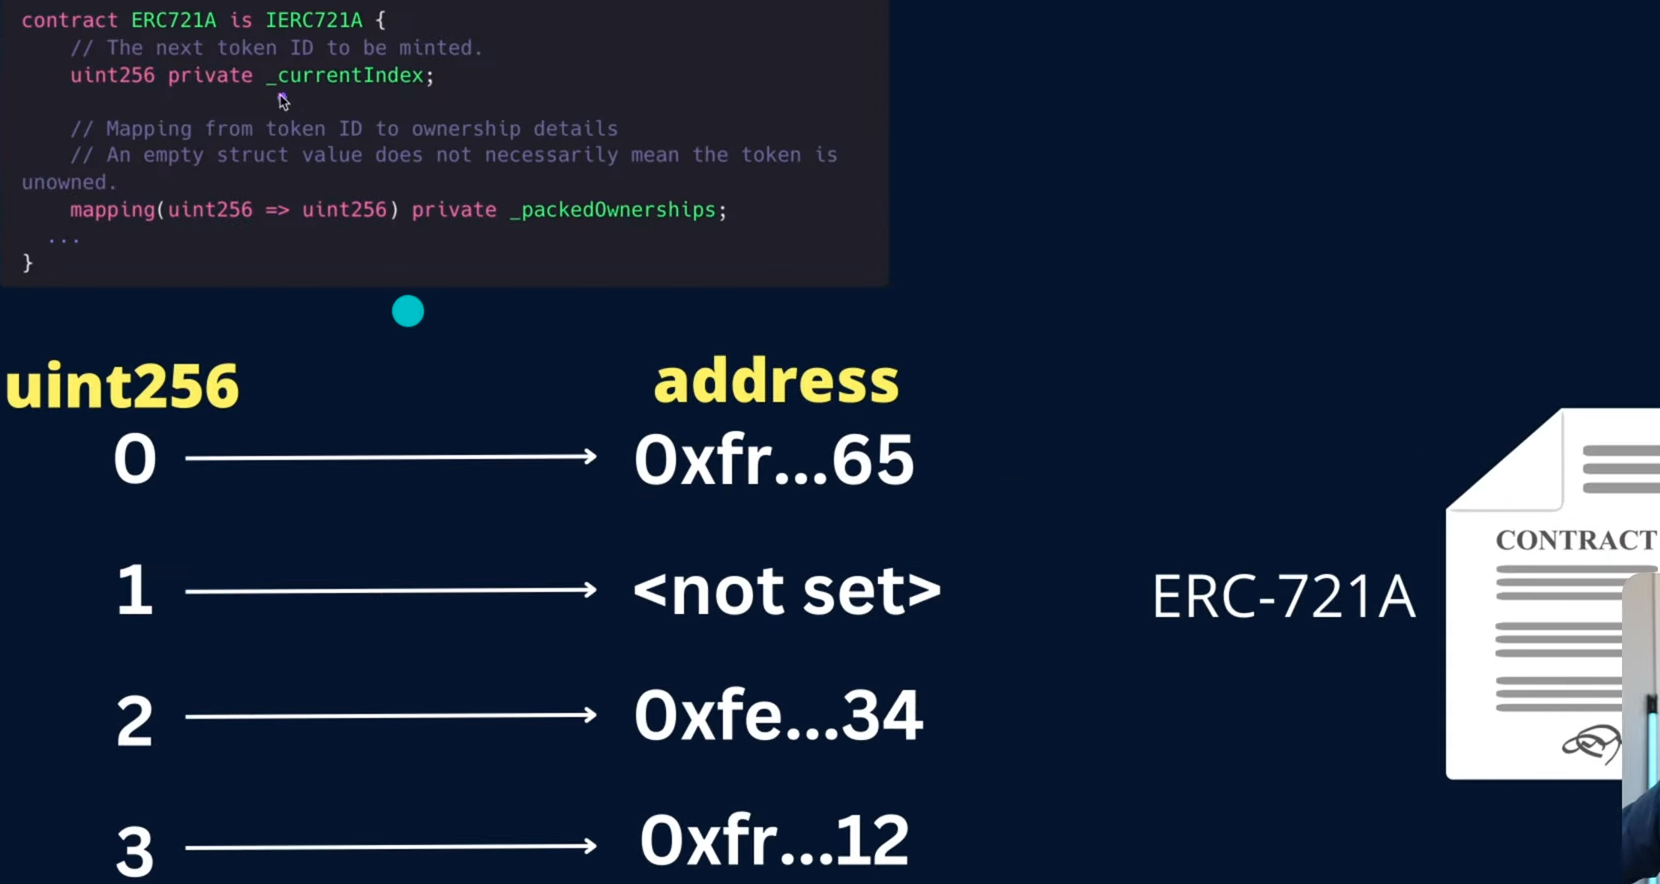 contract ERC721A is IERC721A {
// The next token ID to be minted.
uint256 private _currentIndex;
// Mapping from token ID to ownership details
// An empty struct value does not necessarily mean the token is
unowned.
mapping(uint256 => uint256) private _packedOwnerships;
...
}
uint256 address
0 0xfr...65
1 <not set>
2 0xfe...34
3 0xfr...12
ERC-721A
CONTRACT